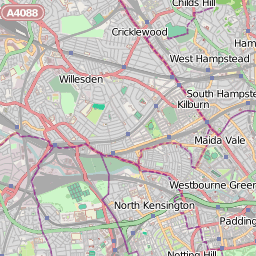 Childs Hill
A4088
Cricklewood
Ham
West Hampstead
Willesden
South Hampste
Kilburn
Maida Vale
Westbourne Green
North Kensington
Padding
Notting Hill